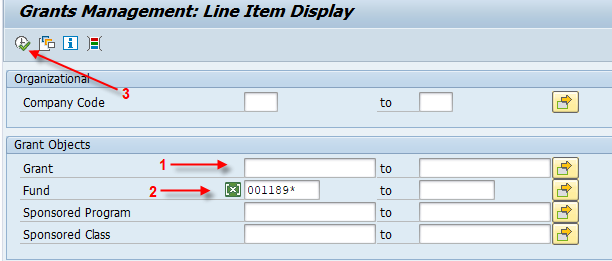 Grants Management: Line Item Display
3
Organizational
Company Code to
Grant Objects
1
Grant to
2
Fund 001189* to
Sponsored Program to
Sponsored Class to